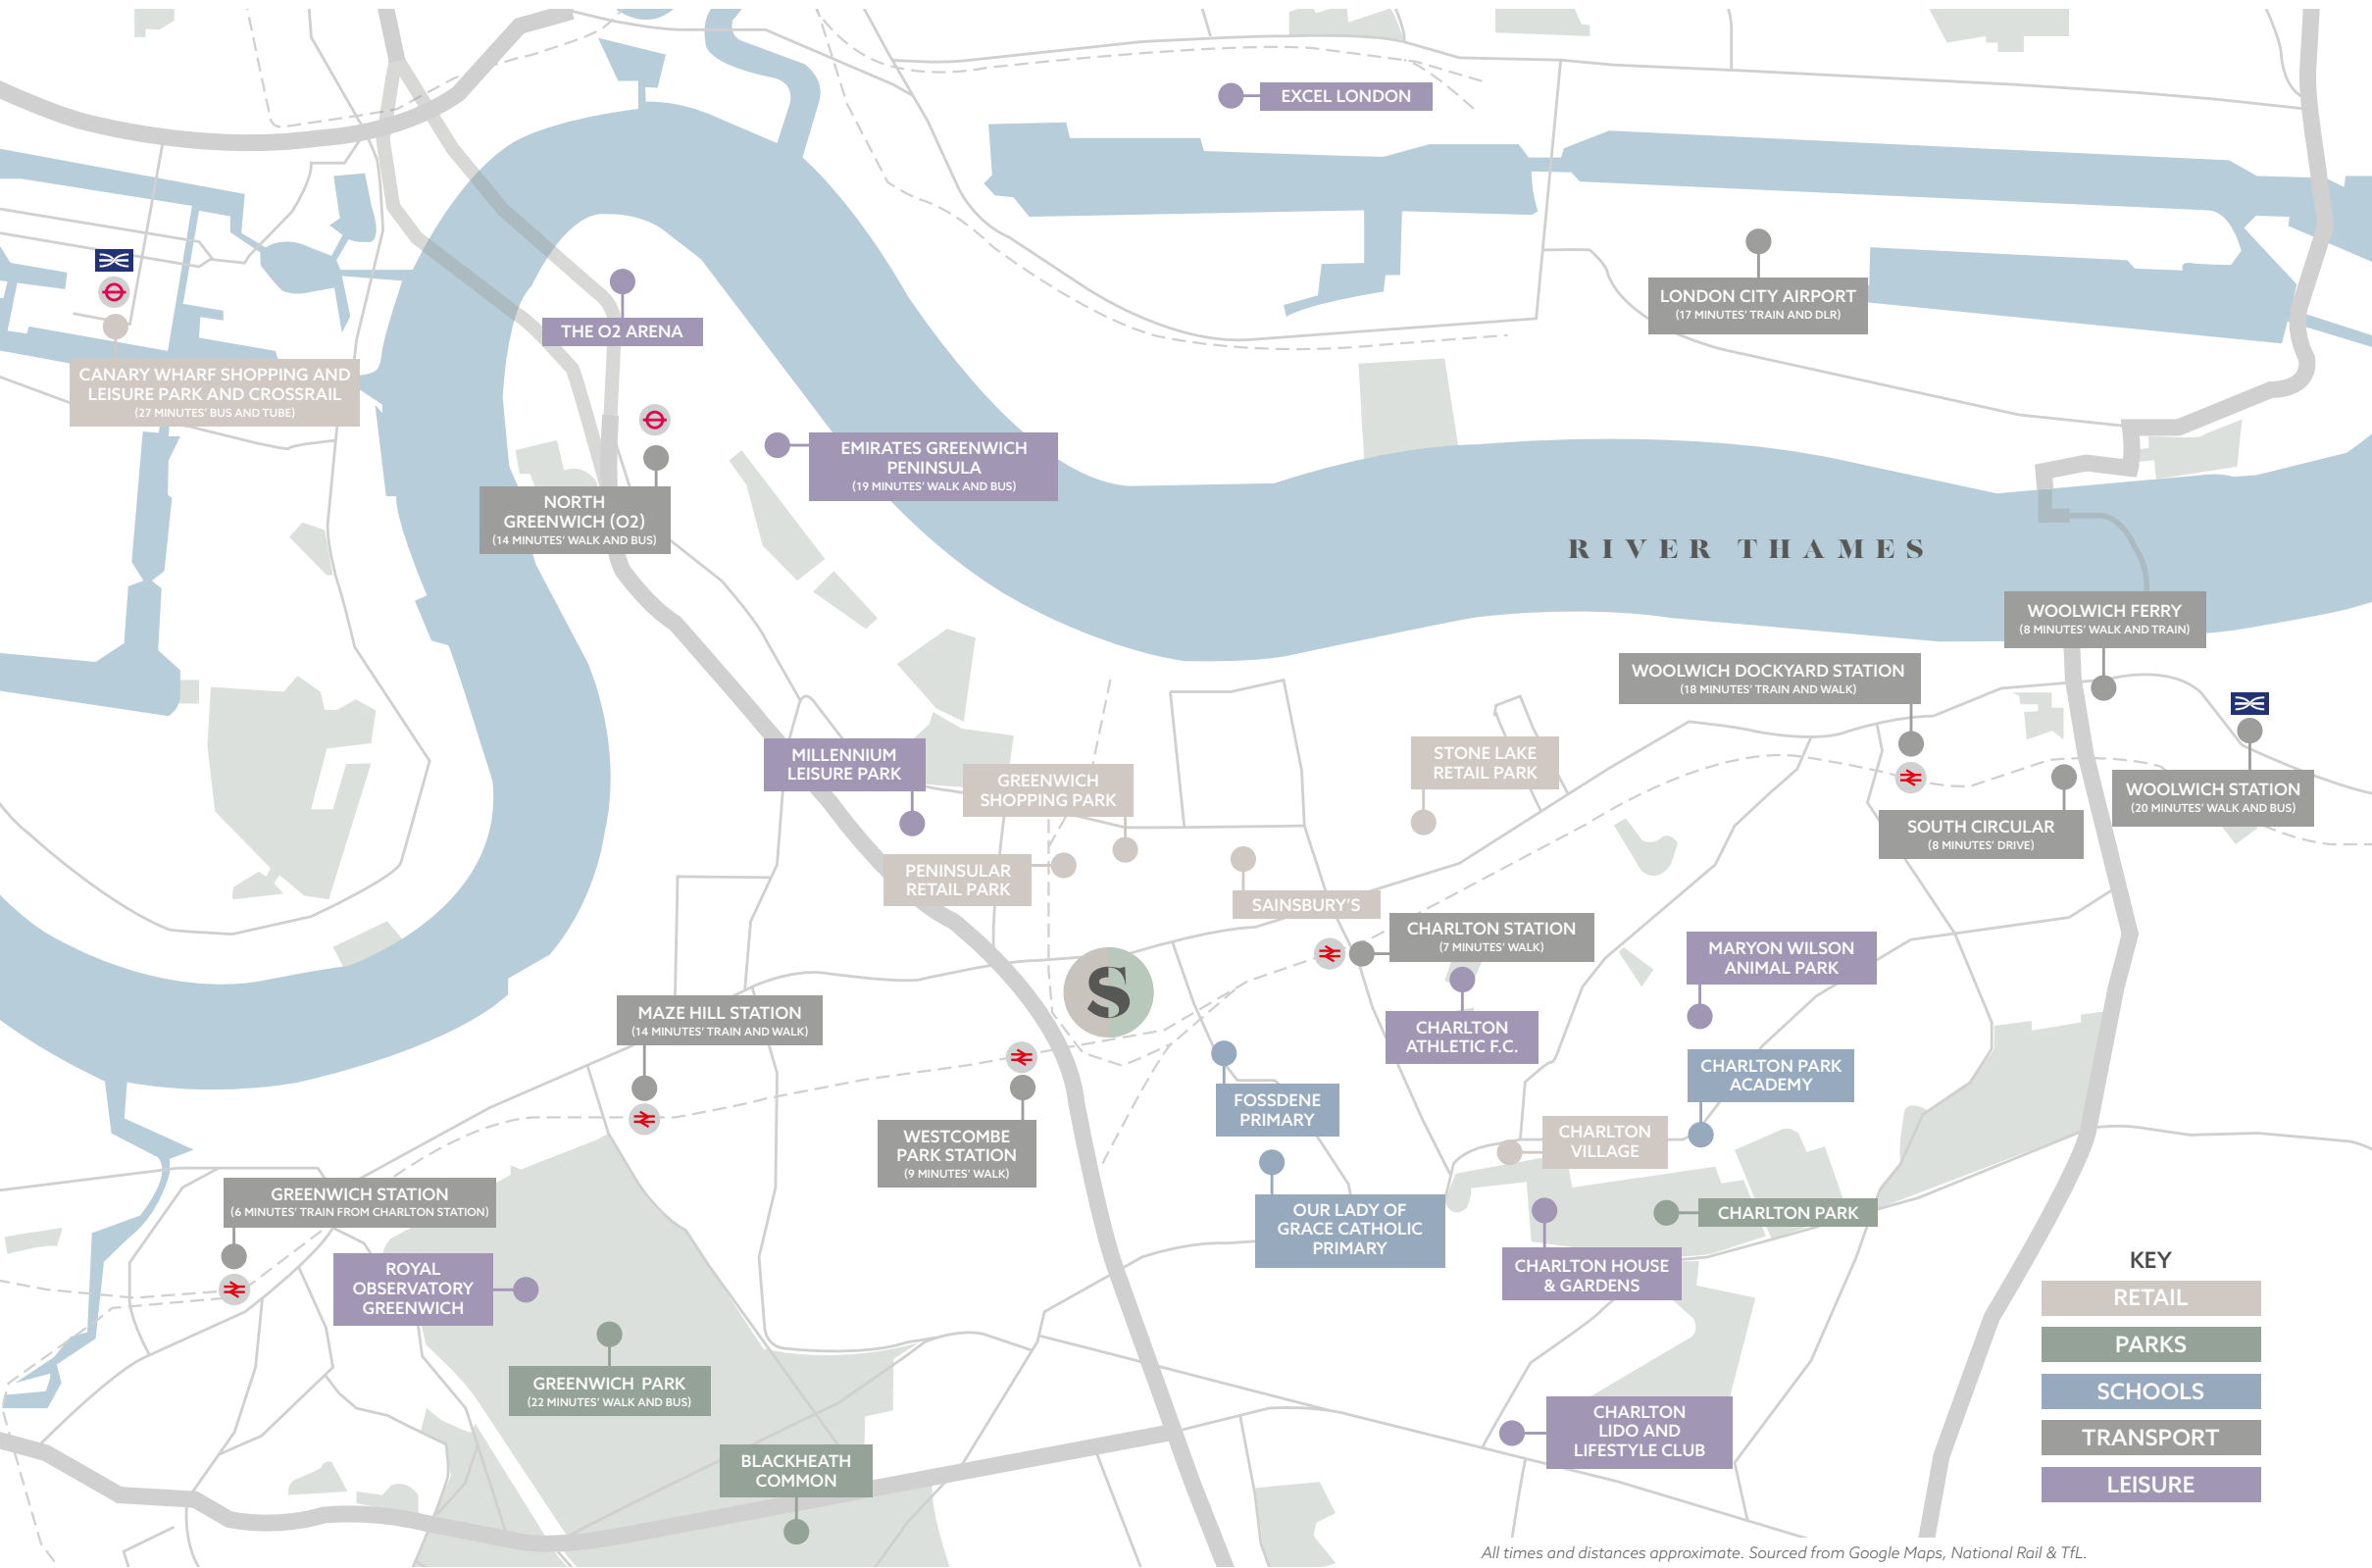 EXCEL LONDON
LONDON CITY AIRPORT
(17 MINUTES' TRAIN AND DLR)
THE O2 ARENA
CANARY WHARF SHOPPING AND
LEISURE PARK AND CROSSRAIL
(27 MINUTES' BUS AND TUBE)
EMIRATES GREENWICH
PENINSULA
(19 MINUTES' WALK AND BUS)
NORTH
GREENWICH (O2)
(14 MINUTES' WALK AND BUS)
RIVER THAMES
WOOLWICH FERRY
(8 MINUTES' WALK AND TRAIN)
WOOLWICH DOCKYARD STATION
(18 MINUTES' TRAIN AND WALK)
MILLENNIUM
LEISURE PARK
GREENWICH
SHOPPING PARK
STONE LAKE
RETAIL PARK
WOOLWICH STATION
(20 MINUTES' WALK AND BUS)
SOUTH CIRCULAR
(8 MINUTES' DRIVE)
PENINSULAR
RETAIL PARK
SAINSBURY'S
CHARLTON STATION
(7 MINUTES' WALK)
MARYON WILSON
ANIMAL PARK
S
MAZE HILL STATION
(14 MINUTES' TRAIN AND WALK)
CHARLTON
ATHLETIC F.C.
CHARLTON PARK
ACADEMY
FOSSDENE
PRIMARY
WESTCOMBE
PARK STATION
(9 MINUTES' WALK)
CHARLTON
VILLAGE
GREENWICH STATION
(6 MINUTES' TRAIN FROM CHARLTON STATION)
OUR LADY OF
GRACE CATHOLIC
PRIMARY
CHARLTON PARK
ROYAL
OBSERVATORY
GREENWICH
CHARLTON HOUSE
& GARDENS
GREENWICH PARK
(22 MINUTES' WALK AND BUS)
CHARLTON
LIDO AND
LIFESTYLE CLUB
BLACKHEATH
COMMON
KEY
RETAIL
PARKS
SCHOOLS
TRANSPORT
LEISURE
All times and distances approximate. Sourced from Google Maps, National Rail & TfL.